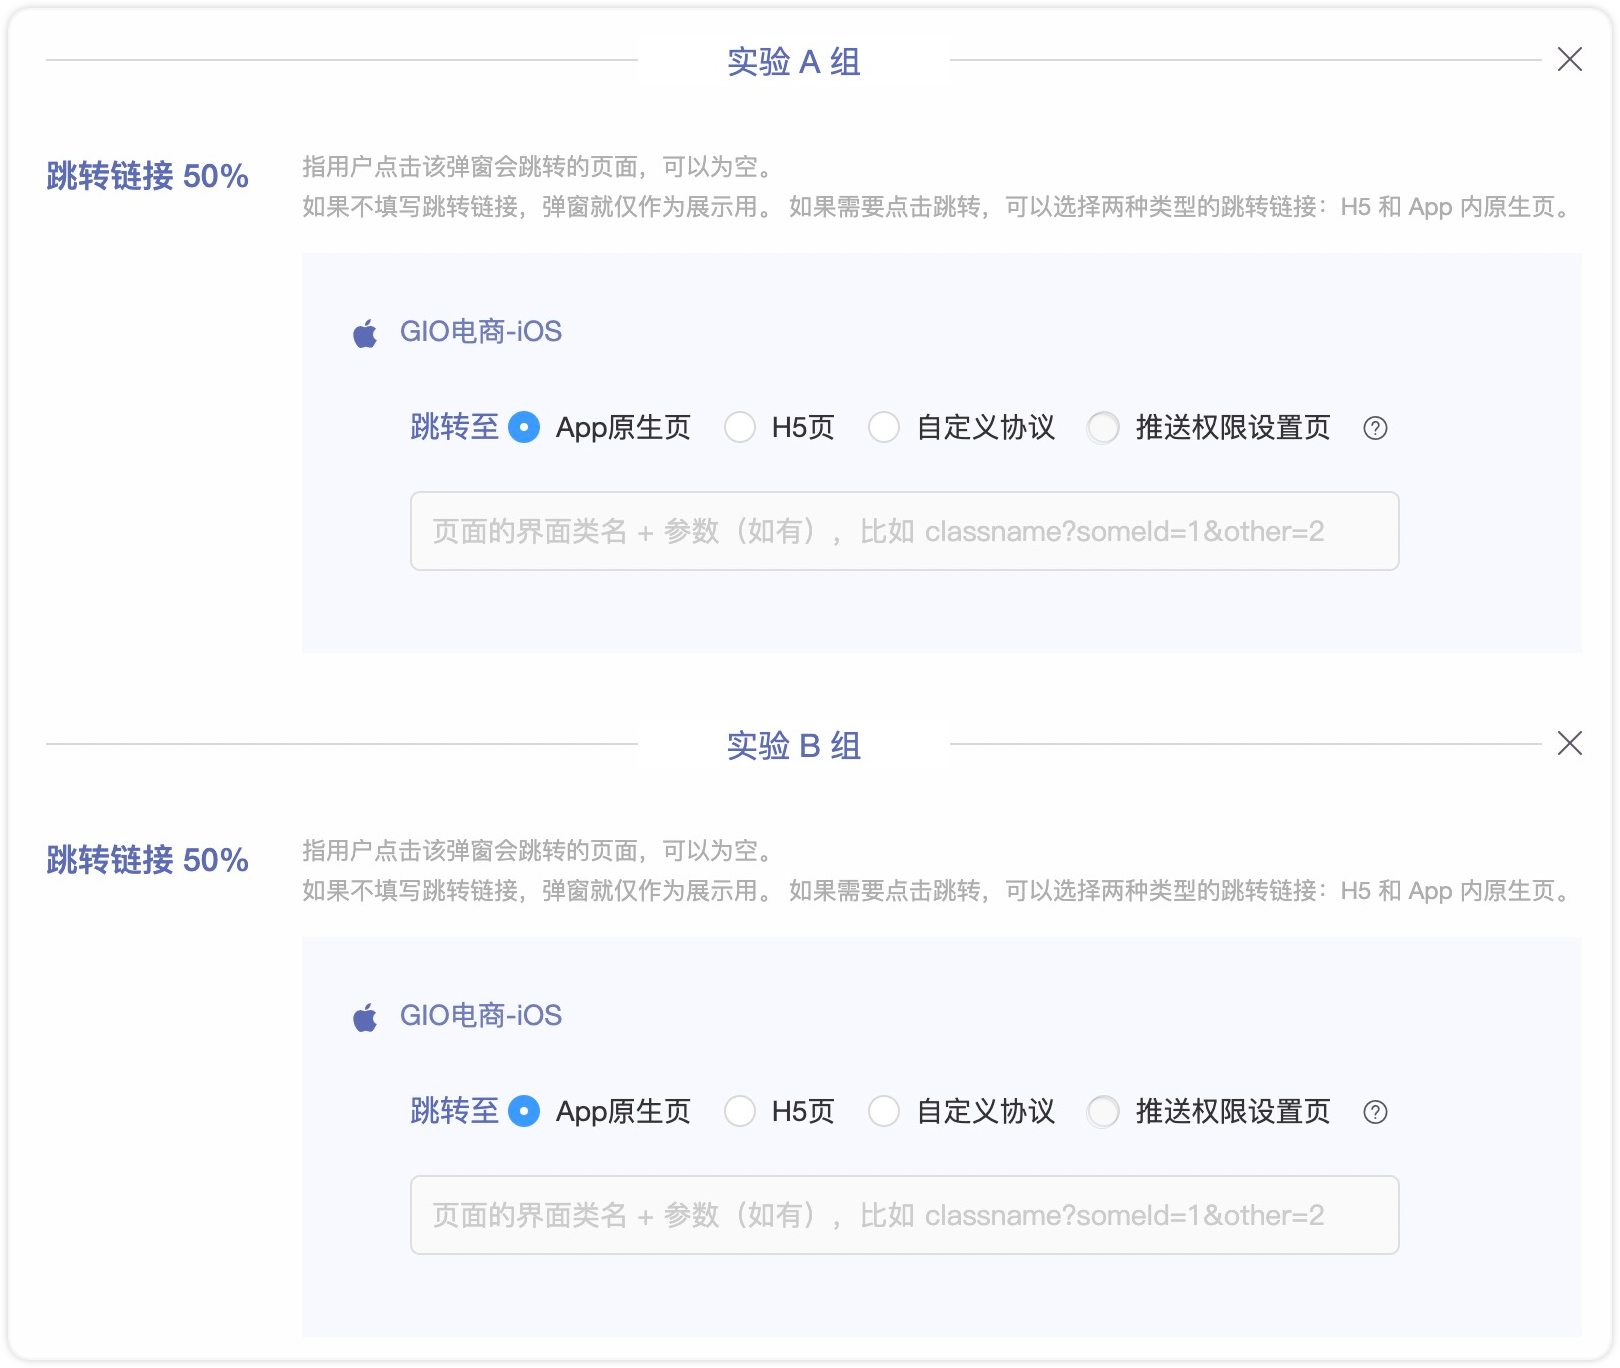 实验 A 组
跳转链接 50%
指用户点击该弹窗会跳转的页面，可以为空。
如果不填写跳转链接，弹窗就仅作为展示用。 如果需要点击跳转，可以选择两种类型的跳转链接：H5 和 App 内原生页。
GIO电商-iOS
跳转至 App原生页 H5页 自定义协议 推送权限设置页 ?
页面的界面类名 + 参数（如有），比如 classname?someId=1&other=2
实验 B 组
跳转链接 50%
指用户点击该弹窗会跳转的页面，可以为空。
如果不填写跳转链接，弹窗就仅作为展示用。 如果需要点击跳转，可以选择两种类型的跳转链接：H5 和 App 内原生页。
GIO电商-iOS
跳转至 App原生页 H5页 自定义协议 推送权限设置页 ?
页面的界面类名 + 参数（如有），比如 classname?someId=1&other=2